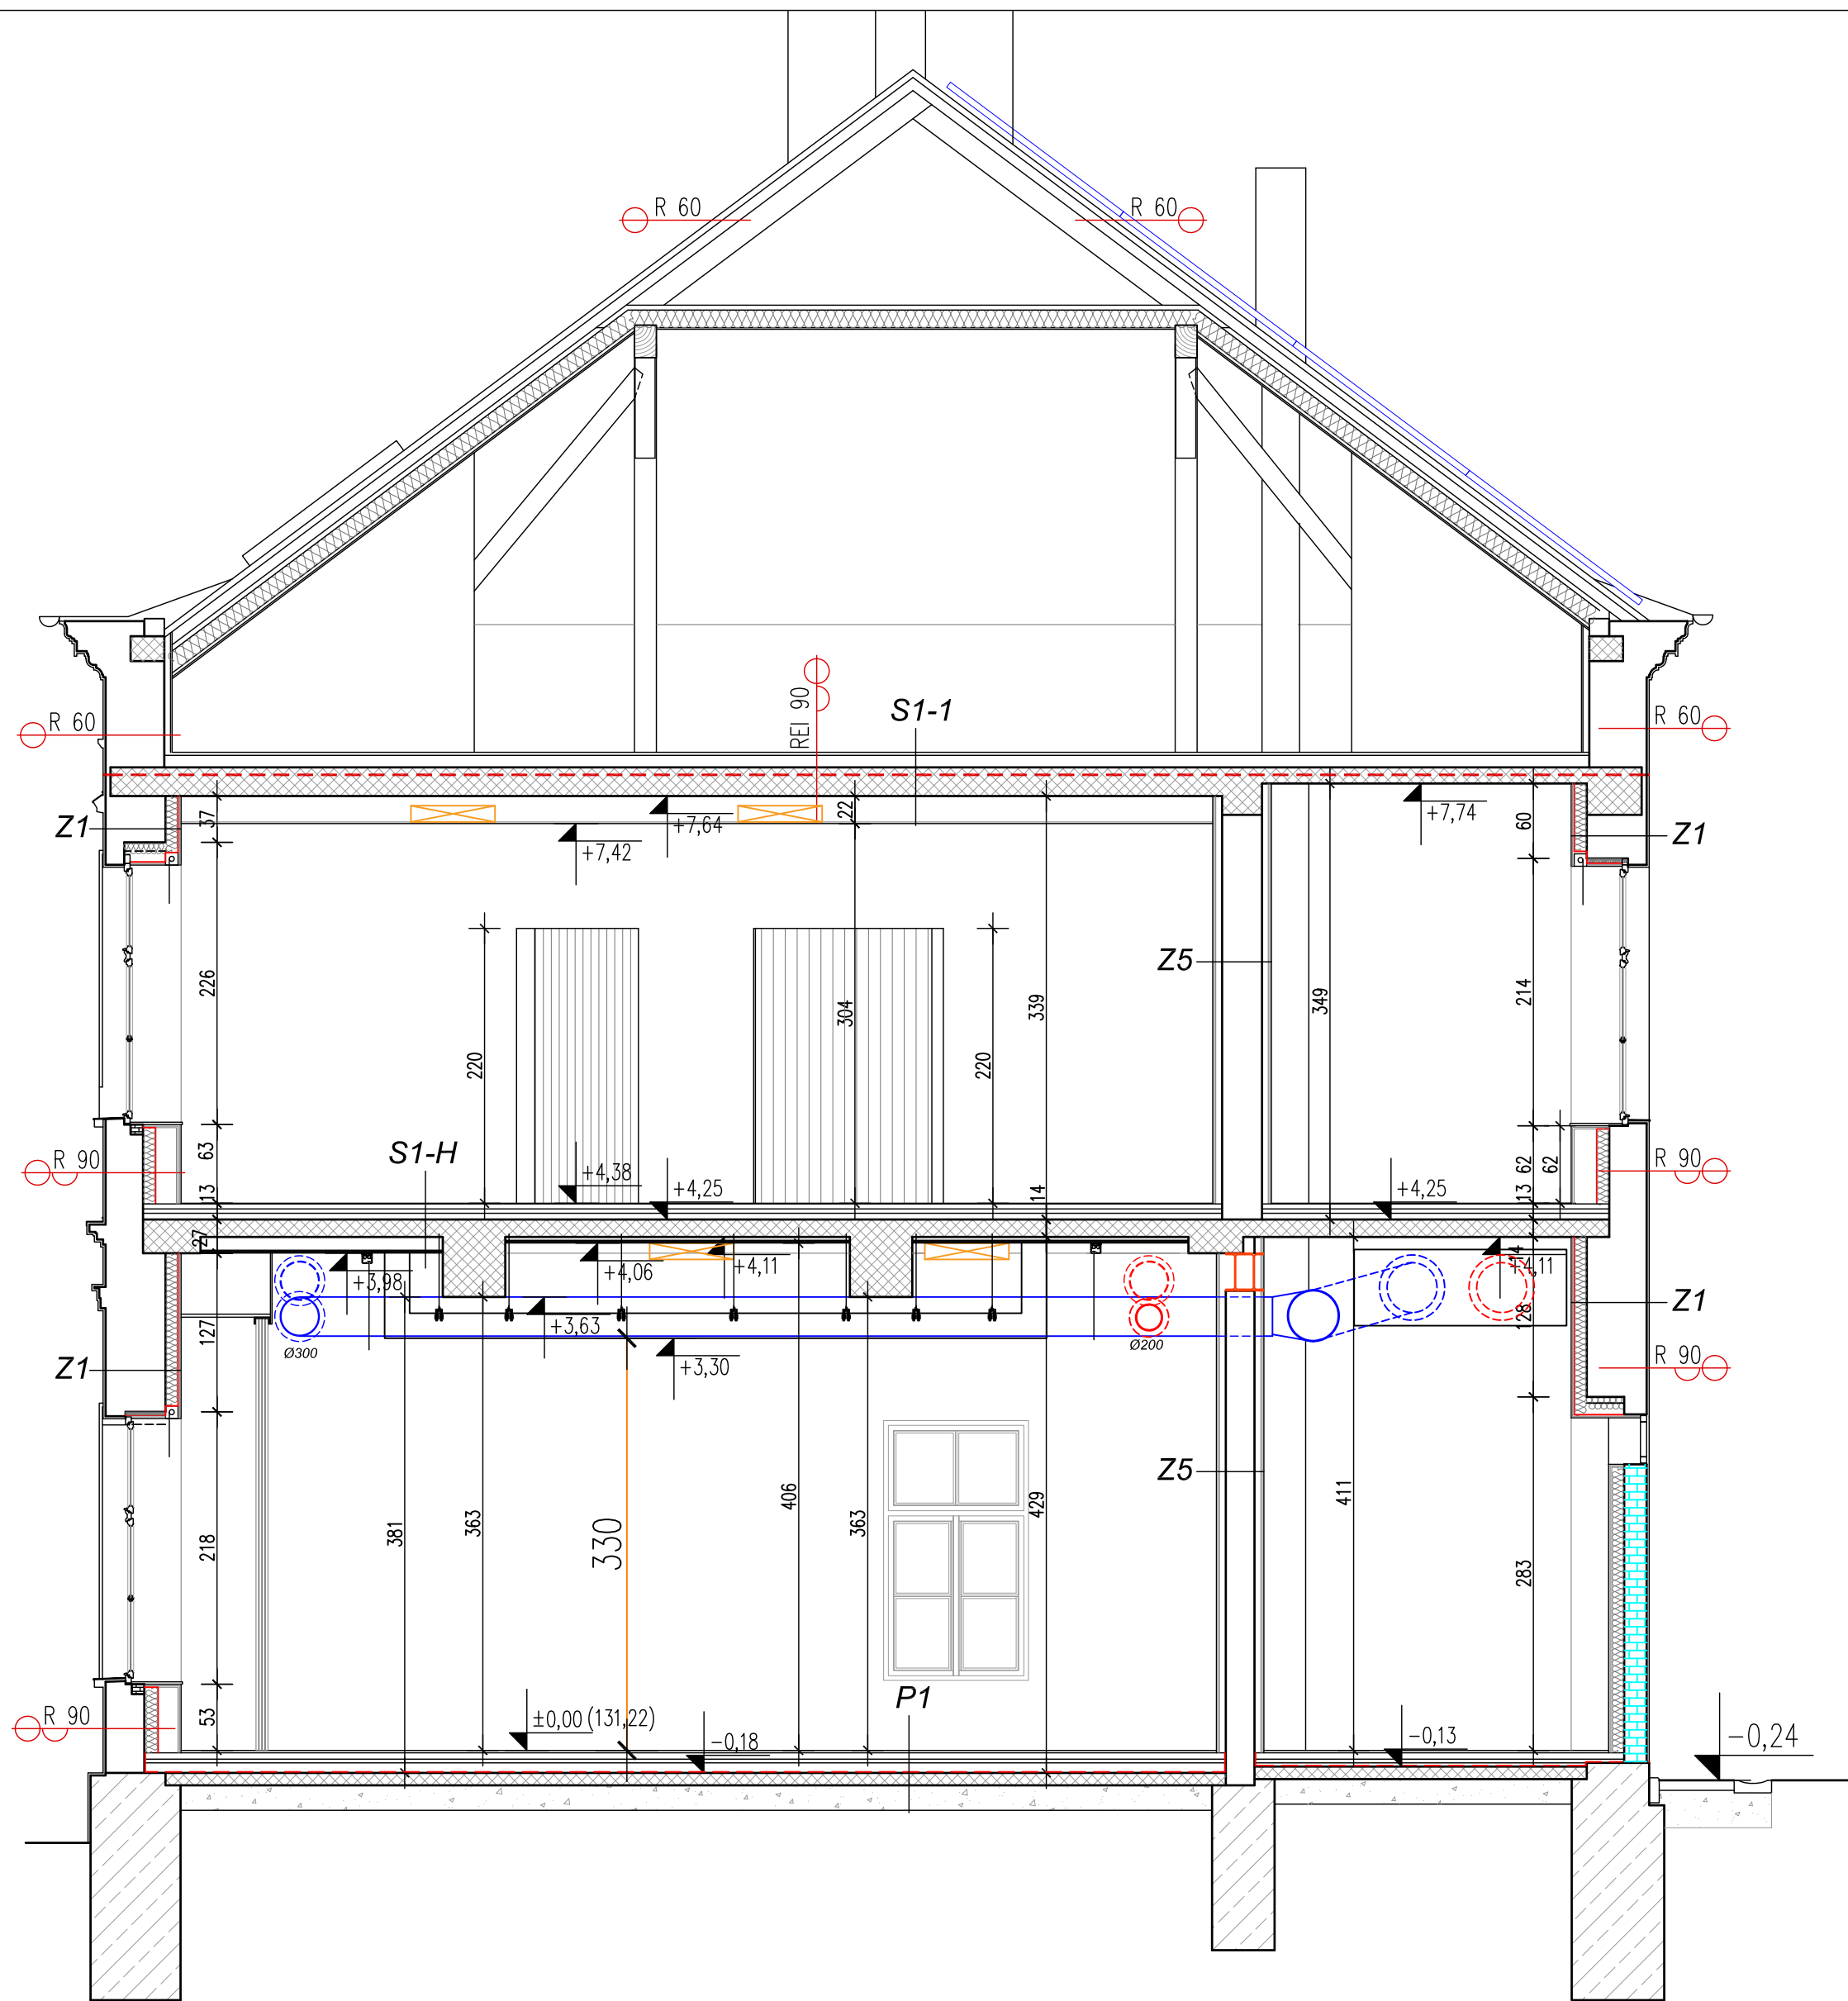 R 60
R 60
R 60
REI 90
S1-1
R 60
Z1
37
+7,64
+7,42
22
+7,74
60
Z1
226
220
304
339
220
Z5
349
214
R 90
63
13
S1-H
+4,38
+4,25
14
+4,25
13
62
62
R 90
27
+3,98
+4,06
+4,11
14
+4,11
+3,63
+3,30
Ø300
Ø200
127
Z1
128
Z1
R 90
218
381
363
330
406
363
429
Z5
411
283
R 90
53
±0,00 (131,22)
-0,18
P1
-0,13
-0,24